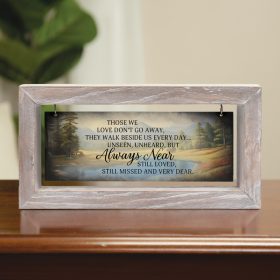 THOSE WE
LOVE DON'T GO AWAY,
THEY WALK BESIDE US EVERY DAY...
UNSEEN, UNHEARD, BUT
Always Near
STILL LOVED,
STILL MISSED AND VERY DEAR.